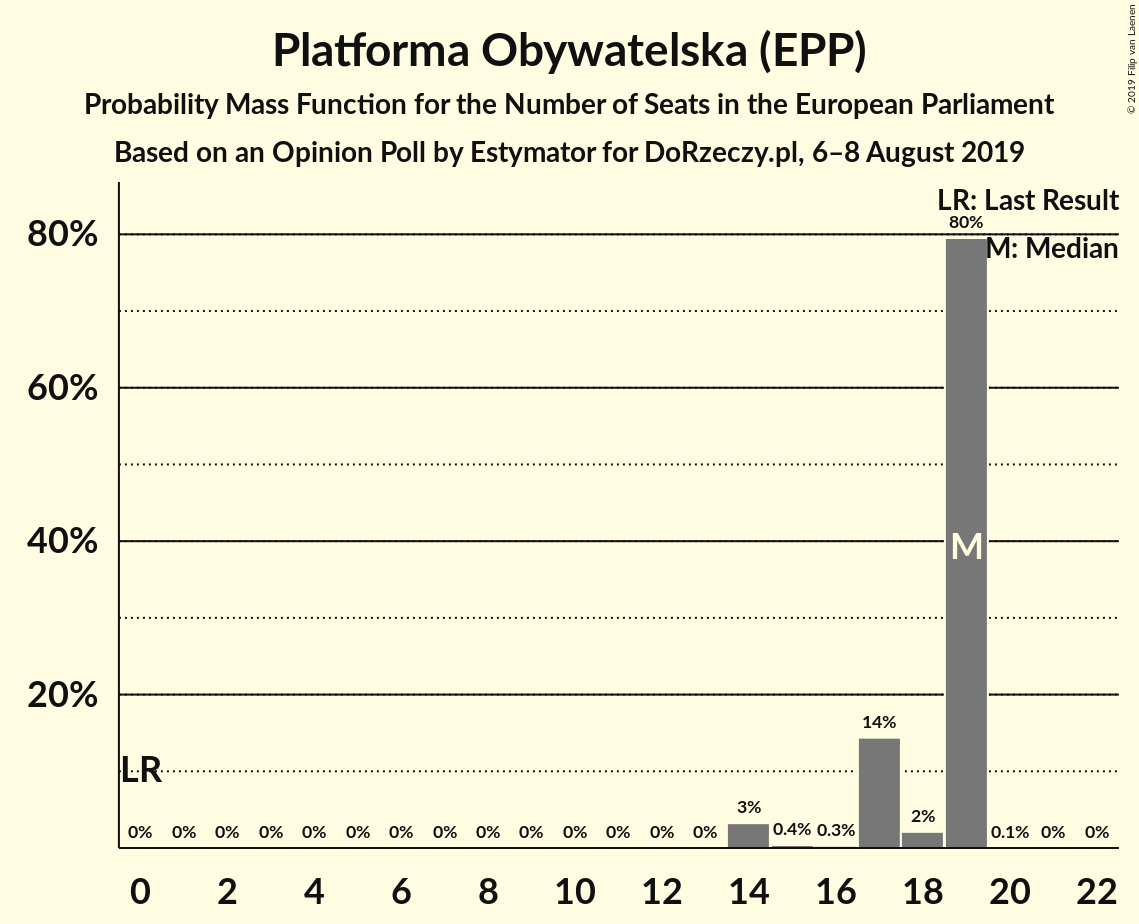 Platforma Obywatelska (EPP)
Probability Mass Function for the Number of Seats in the European Parliament
Based on an Opinion Poll by Estymator for DoRzeczy.pl, 6–8 August 2019
© 2019 Filip van Laenen
LR: Last Result
M: Median
80%
60%
40%
20%
LR
0% 0% 0% 0% 0% 0% 0% 0% 0% 0% 0% 0% 0% 0% 3% 0.4% 0.3% 14% 2% 80% 0.1% 0% 0%
M
0 2 4 6 8 10 12 14 16 18 20 22